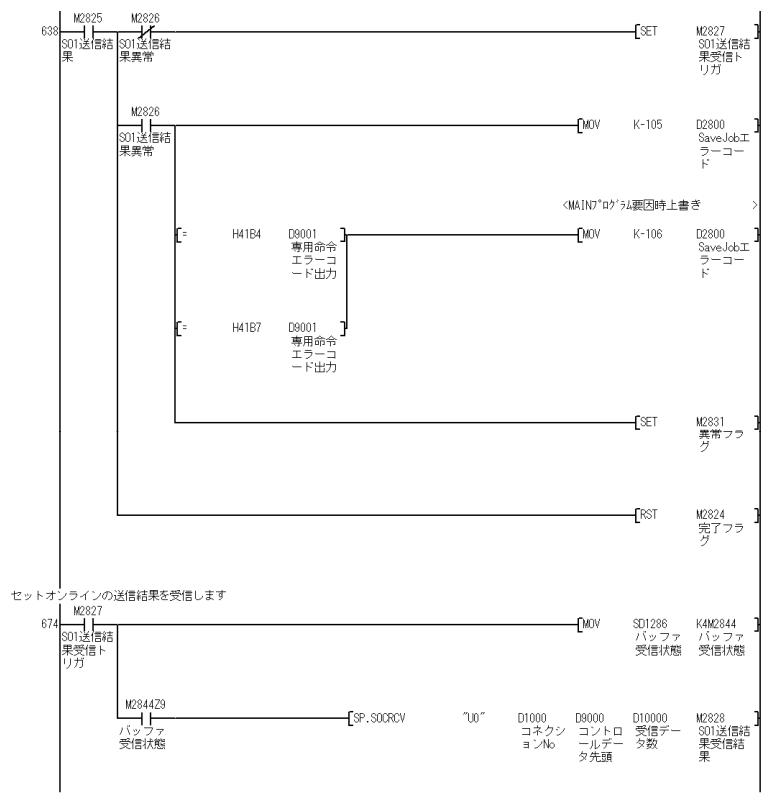 M2825 M2826
638 SET M2827
SO1送信結 SO1送信結 SO1送信結
果 果異常 果受信ト
リガ
M2826
MOV K-105 D2800
SO1送信結 SaveJobエ
果異常 ラーコー
ド
<MAINﾌﾟﾛｸﾞﾗﾑ要因時上書き >
= H41B4 D9001 MOV K-106 D2800
専用命令 SaveJobエ
エラーコ ラーコー
ード出力 ド
= H41B7 D9001
専用命令
エラーコ
ード出力
SET M2831
異常フラ
グ
RST M2824
完了フラ
グ
セットオンラインの送信結果を受信します
M2827
674 MOV SD1286 K4M2844
SO1送信結 バッファ バッファ
果受信ト 受信状態 受信状態
リガ
M2844Z9
SP.SOCRCV "U0" D1000 D9000 D10000 M2828
バッファ コネクシ コントロ 受信デー SO1送信結
受信状態 ョンNo ールデー タ数 果受信結
タ先頭 果